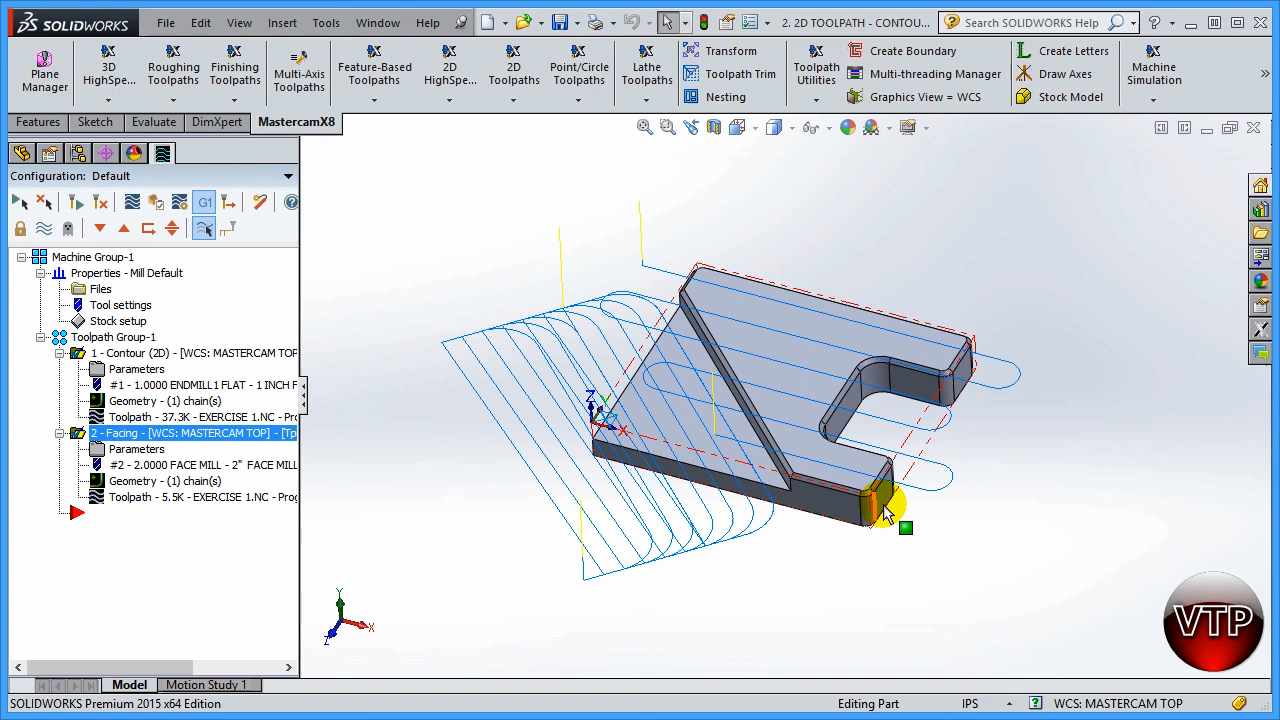 SOLIDWORKS
File Edit View Insert Tools Window Help
2. 2D TOOLPATH - CONTOU...
Search SOLIDWORKS Help
Plane Manager
3D HighSpe...
Roughing Toolpaths
Finishing Toolpaths
Multi-Axis Toolpaths
Feature-Based Toolpaths
2D HighSpe...
2D Toolpaths
Point/Circle Toolpaths
Lathe Toolpaths
Transform
Toolpath Trim
Nesting
Toolpath Utilities
Create Boundary
Multi-threading Manager
Graphics View = WCS
Create Letters
Draw Axes
Stock Model
Machine Simulation
Features Sketch Evaluate DimXpert MastercamX8
Configuration: Default
G1
Machine Group-1
Properties - Mill Default
Files
Tool settings
Stock setup
Toolpath Group-1
1 - Contour (2D) - [WCS: MASTERCAM TOP
Parameters
#1 - 1.0000 ENDMILL1 FLAT - 1 INCH F
Geometry - (1) chain(s)
Toolpath - 37.3K - EXERCISE 1.NC - Pro
2 - Facing - [WCS: MASTERCAM TOP] - [Tp
Parameters
#2 - 2.0000 FACE MILL - 2" FACE MILL
Geometry - (1) chain(s)
Toolpath - 5.5K - EXERCISE 1.NC - Prog
Z
Y
X
Y
X
Z
VTP
Model Motion Study 1
SOLIDWORKS Premium 2015 x64 Edition
Editing Part
IPS
WCS: MASTERCAM TOP